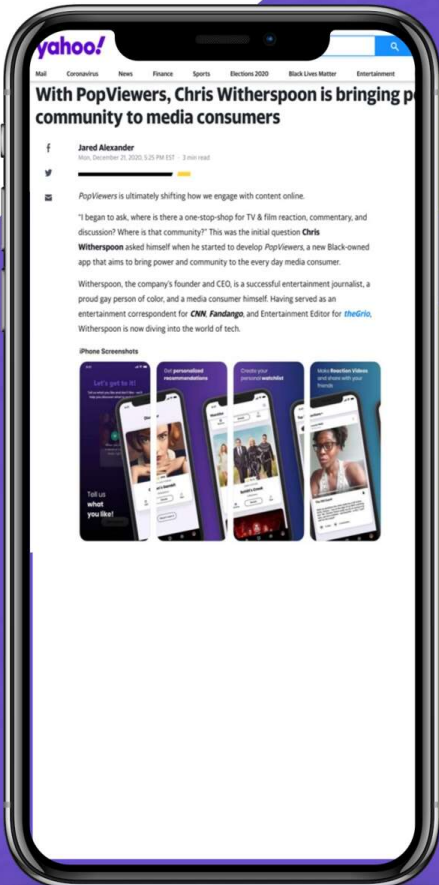 yahoo!
Mail Coronavirus News Finance Sports Elections 2020 Black Lives Matter Entertainment
With PopViewers, Chris Witherspoon is bringing
community to media consumers
Jared Alexander
Mon, December 21, 2020, 5:25 PM EST · 3 min read
PopViewers is ultimately shifting how we engage with content online.
"I began to ask, where is there a one-stop-shop for TV & film reaction, commentary, and
discussion? Where is that community?" This was the initial question Chris
Witherspoon asked himself when he started to develop PopViewers, a new Black-owned
app that aims to bring power and community to the every day media consumer.
Witherspoon, the company's founder and CEO, is a successful entertainment journalist, a
proud gay person of color, and a media consumer himself. Having served as an
entertainment correspondent for CNN, Fandango, and Entertainment Editor for theGrio,
Witherspoon is now diving into the world of tech.
iPhone Screenshots
Let's get to it!
Tell us
what
you like!
Get personalized
recommendations
Create your
personal watchlist
Make Reaction Videos
and share with your
friends